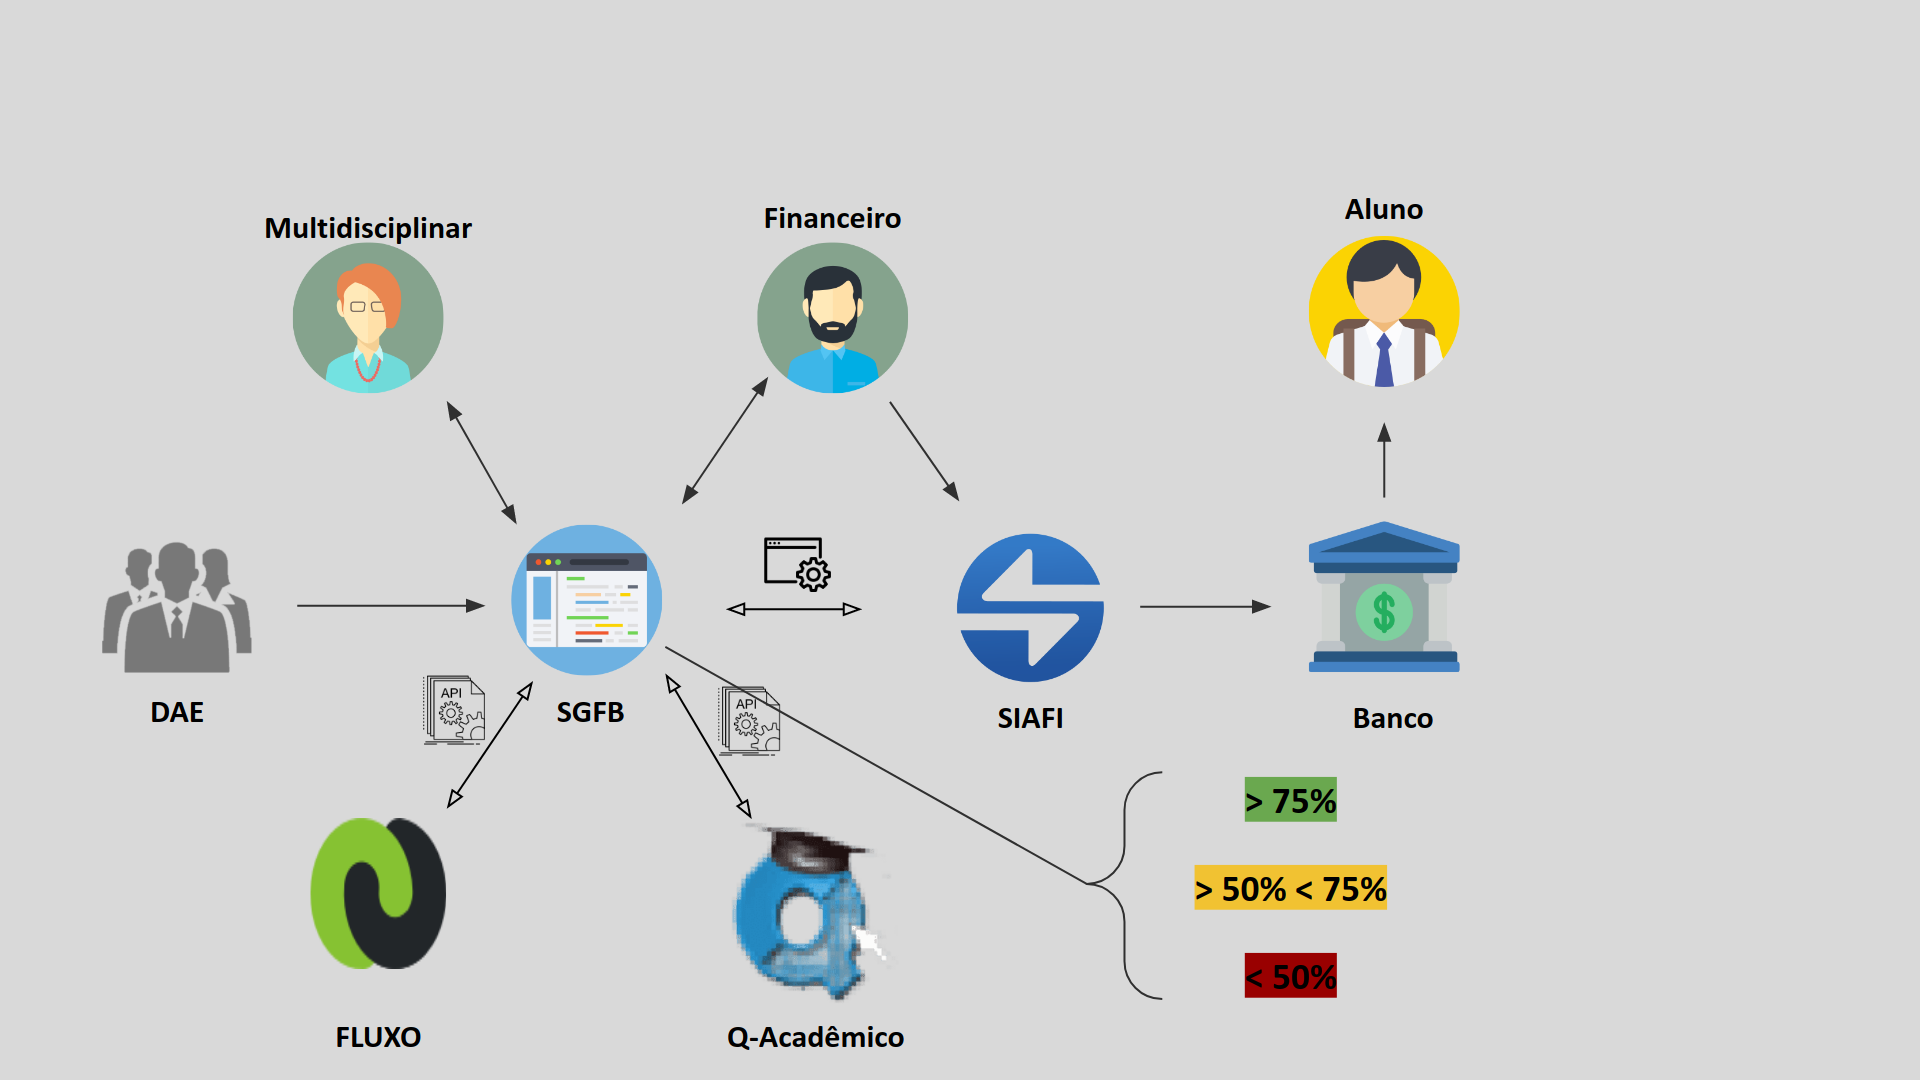 Multidisciplinar
Financeiro
Aluno
DAE
SGFB
SIAFI
Banco
API
API
> 75%
> 50% < 75%
< 50%
FLUXO
Q-Acadêmico